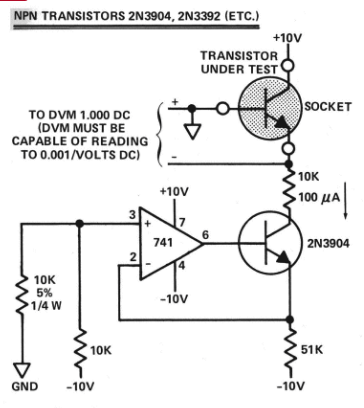 NPN TRANSISTORS 2N3904, 2N3392 (ETC.)
+10V
TRANSISTOR
UNDER TEST
SOCKET
+
TO DVM 1.000 DC
(DVM MUST BE
CAPABLE OF READING
TO 0.001/VOLTS DC)
-
10K
100 μA
+10V
3
+
7
741
6
2N3904
2
-
4
-10V
10K
5%
1/4 W
10K
51K
GND
-10V
-10V